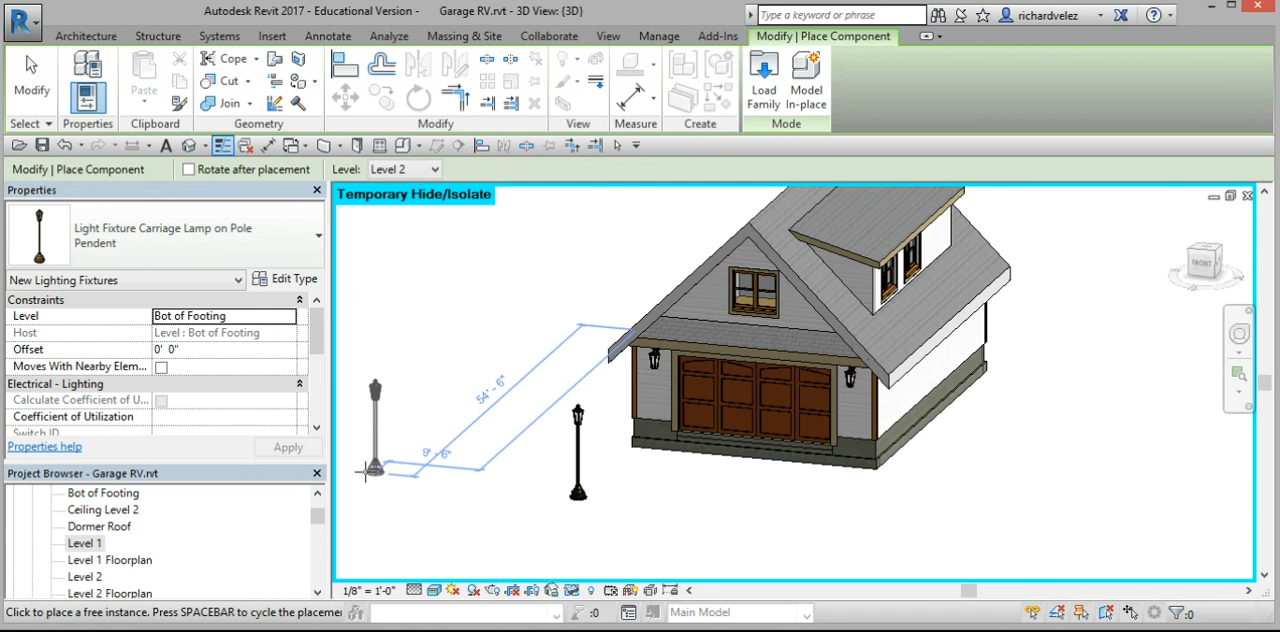 Autodesk Revit 2017 - Educational Version - Garage RV.rvt - 3D View: {3D}
Type a keyword or phrase
richardvelez
Architecture Structure Systems Insert Annotate Analyze Massing & Site Collaborate View Manage Add-Ins Modify | Place Component
Modify
Paste
Cope
Cut
Join
Load Family
Model In-place
Select Properties Clipboard Geometry Modify View Measure Create Mode
Modify | Place Component
Rotate after placement
Level: Level 2
Properties
Temporary Hide/Isolate
Light Fixture Carriage Lamp on Pole
Pendent
New Lighting Fixtures
Edit Type
Constraints
Level Bot of Footing
Host Level : Bot of Footing
Offset 0' 0"
Moves With Nearby Elem...
Electrical - Lighting
Calculate Coefficient of U...
Coefficient of Utilization
Switch ID
Properties help
Apply
FRONT
54' - 6"
9' - 6"
Project Browser - Garage RV.rvt
Bot of Footing
Ceiling Level 2
Dormer Roof
Level 1
Level 1 Floorplan
Level 2
Level 2 Floorplan
1/8" = 1'-0"
Click to place a free instance. Press SPACEBAR to cycle the placemer
:0
Main Model
:0